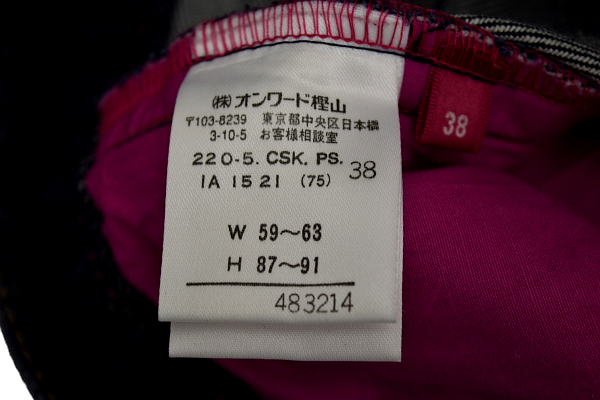 (株)オンワード樫山
〒103-8239 東京都中央区日本橋
3-10-5 お客様相談室
220-5. CSK. PS. 38
1A 1521 (75)
W 59~63
H 87~91
483214
38